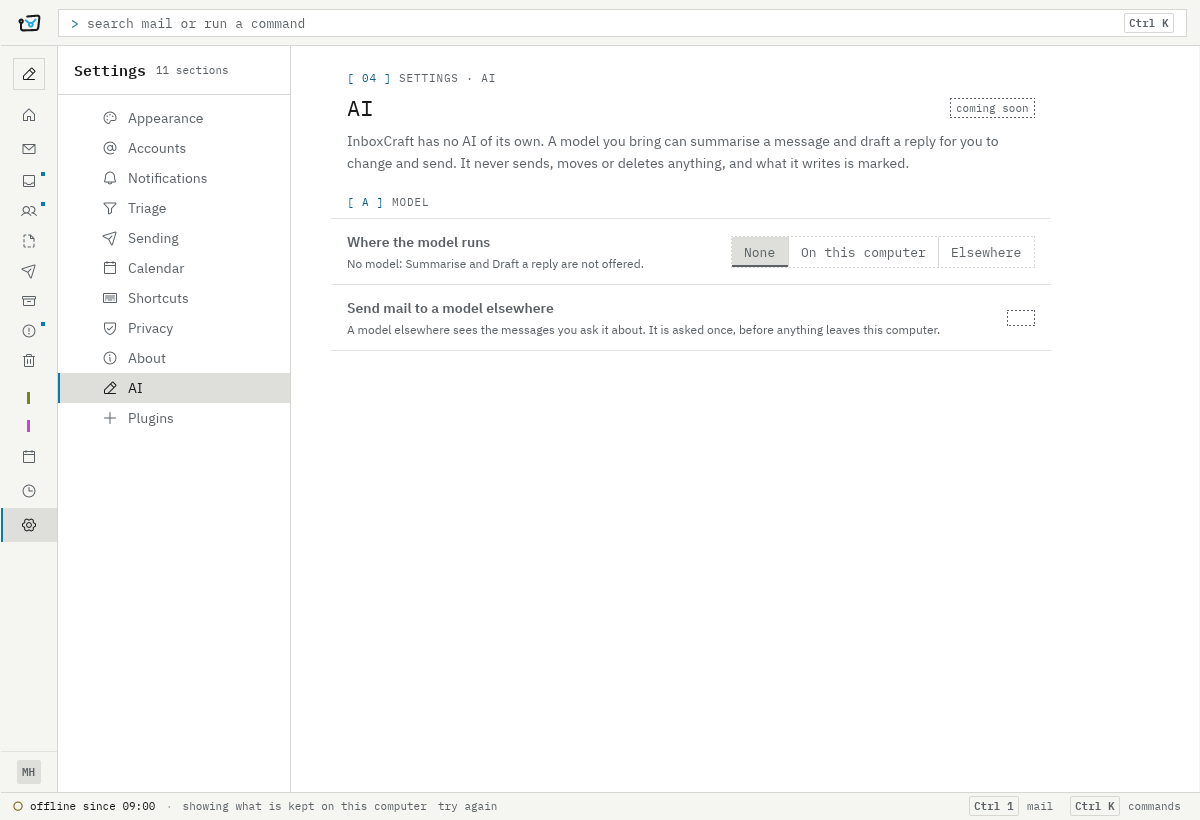 > search mail or run a command
Ctrl K
Settings 11 sections
Appearance
Accounts
Notifications
Triage
Sending
Calendar
Shortcuts
Privacy
About
AI
Plugins
[ 04 ] SETTINGS · AI
AI
coming soon
InboxCraft has no AI of its own. A model you bring can summarise a message and draft a reply for you to
change and send. It never sends, moves or deletes anything, and what it writes is marked.
[ A ] MODEL
Where the model runs
No model: Summarise and Draft a reply are not offered.
None On this computer Elsewhere
Send mail to a model elsewhere
A model elsewhere sees the messages you ask it about. It is asked once, before anything leaves this computer.
MH
offline since 09:00 · showing what is kept on this computer try again
Ctrl 1 mail Ctrl K commands